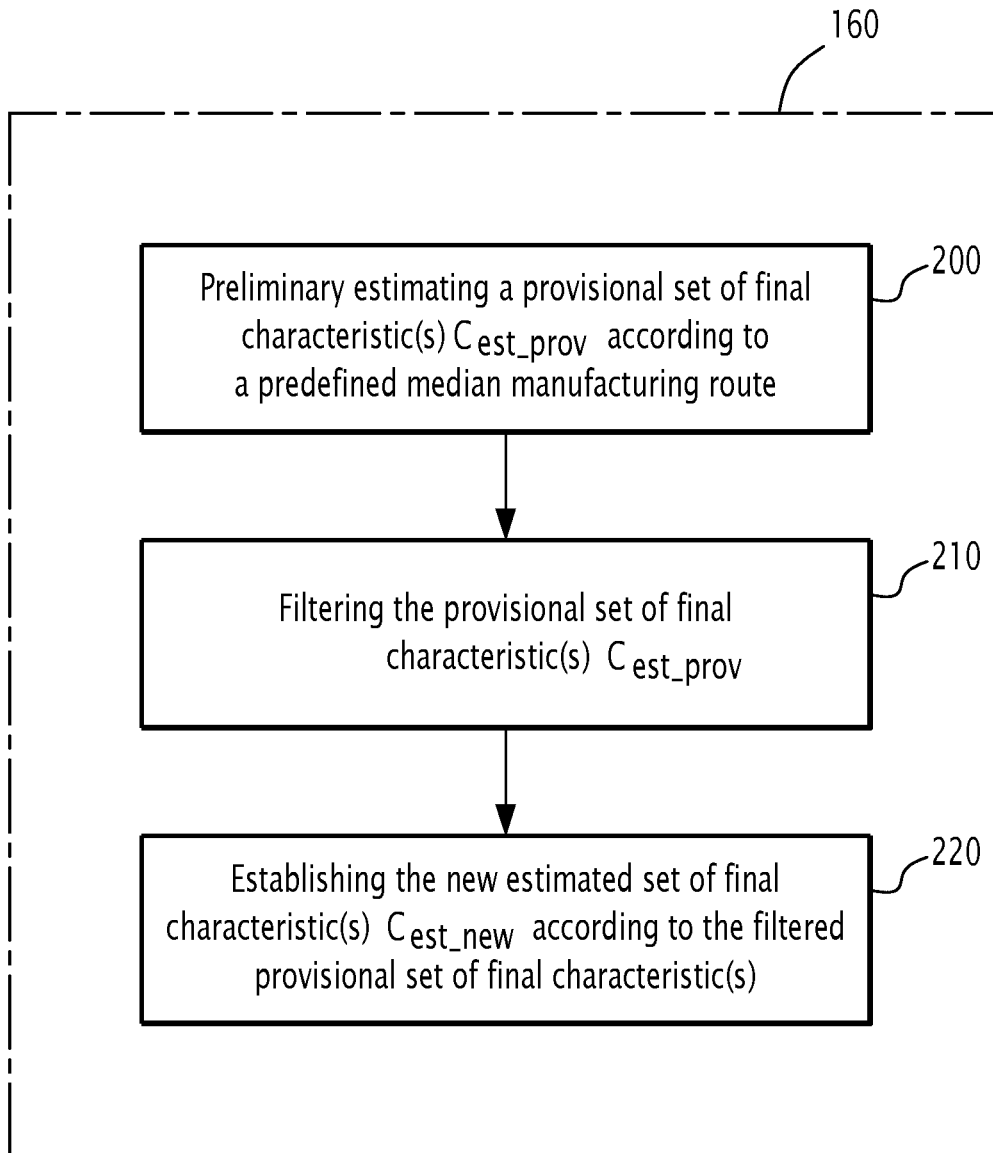 160
200
Preliminary estimating a provisional set of final
characteristic(s) C est_prov according to
a predefined median manufacturing route
210
Filtering the provisional set of final
characteristic(s) C est_prov
220
Establishing the new estimated set of final
characteristic(s) C est_new according to the filtered
provisional set of final characteristic(s)